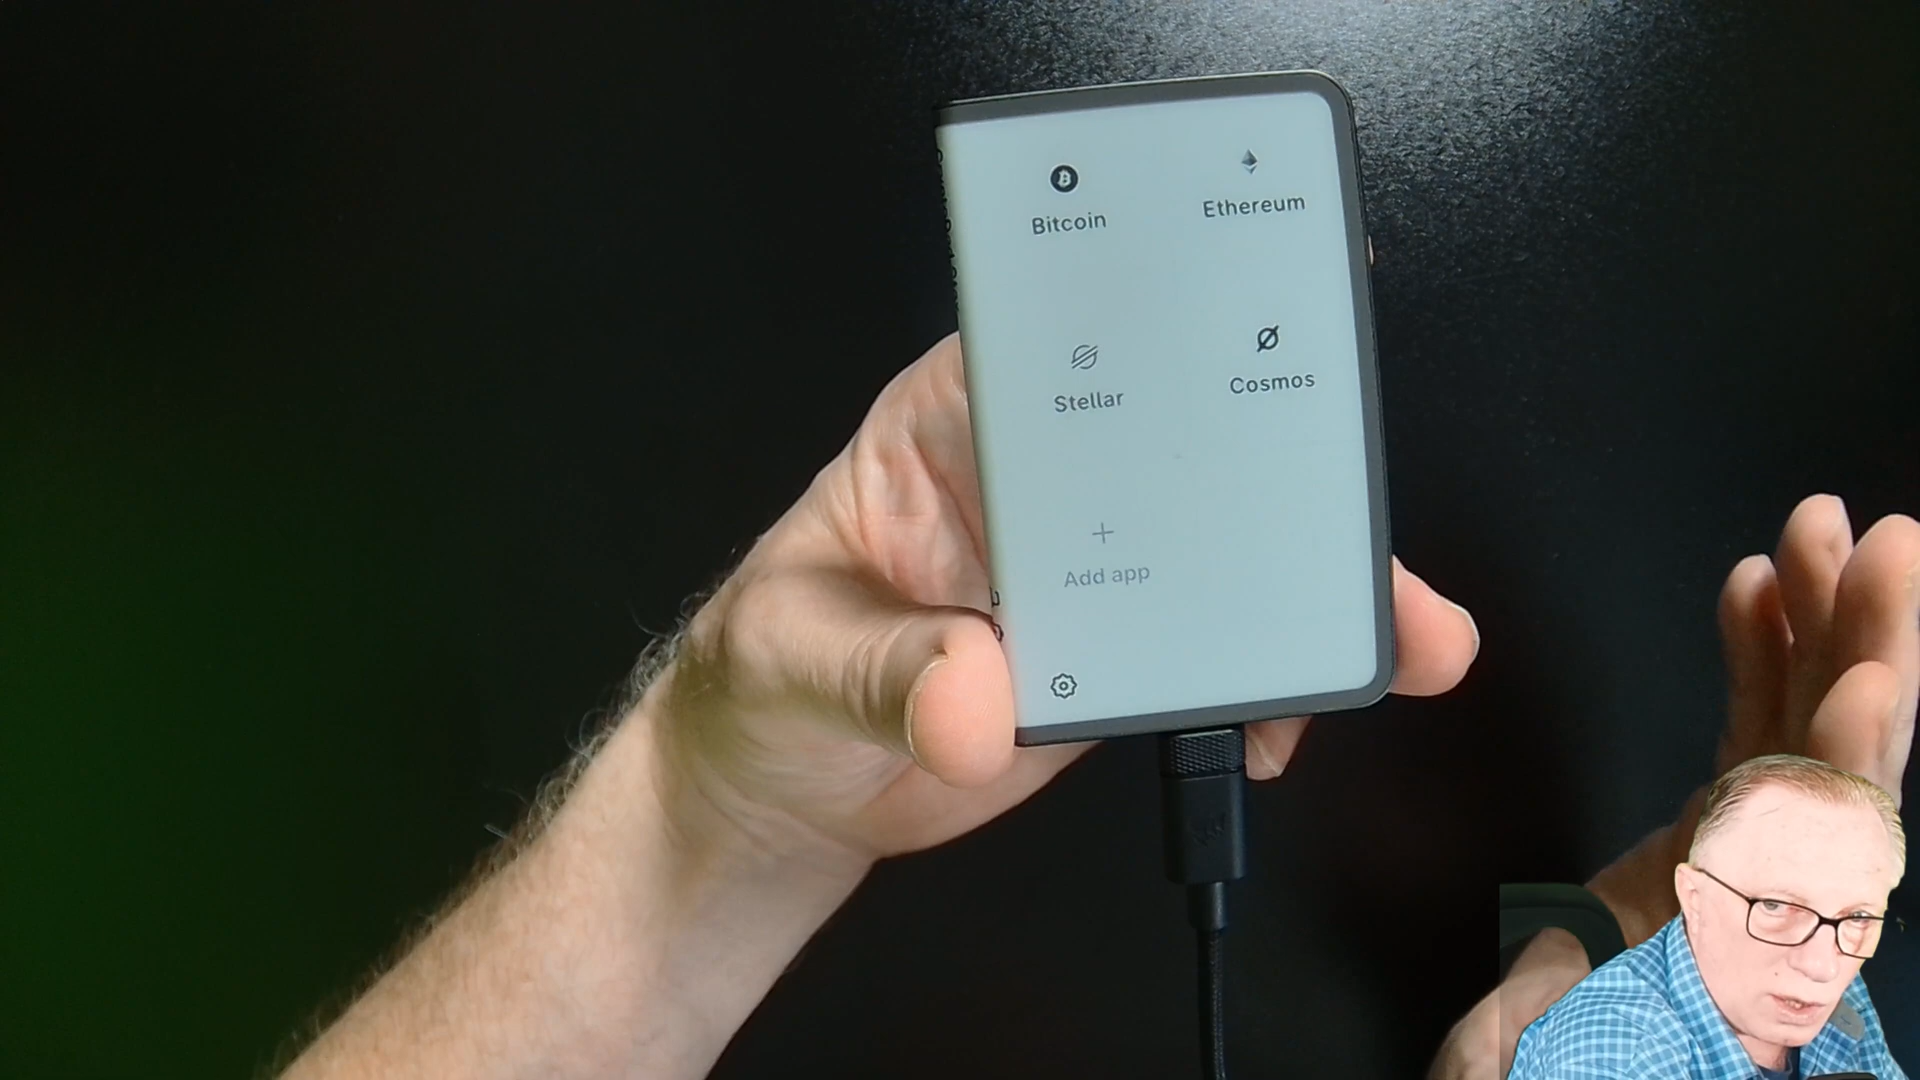 Bitcoin
Ethereum
Stellar
Cosmos
Add app